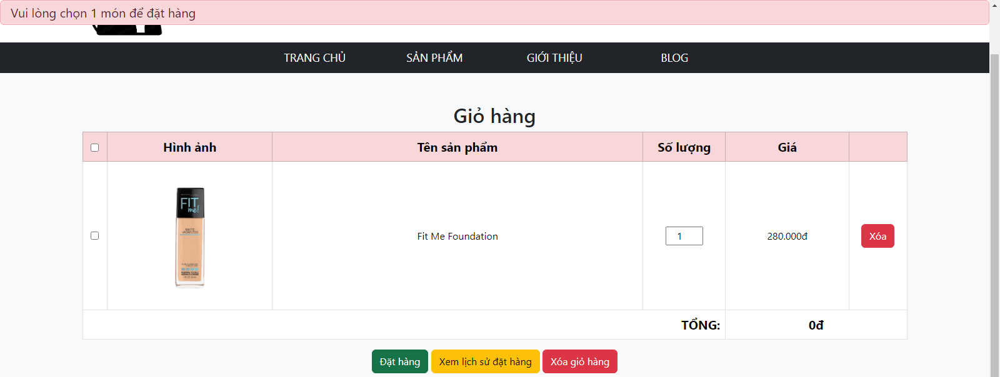 Vui lòng chọn 1 món để đặt hàng
TRANG CHỦ SẢN PHẨM GIỚI THIỆU BLOG
Giỏ hàng
Hình ảnh Tên sản phẩm Số lượng Giá
FIT
me!
MATTE
Fit Me Foundation 1 280.000đ Xóa
TỔNG: 0đ
Đặt hàng Xem lịch sử đặt hàng Xóa giỏ hàng